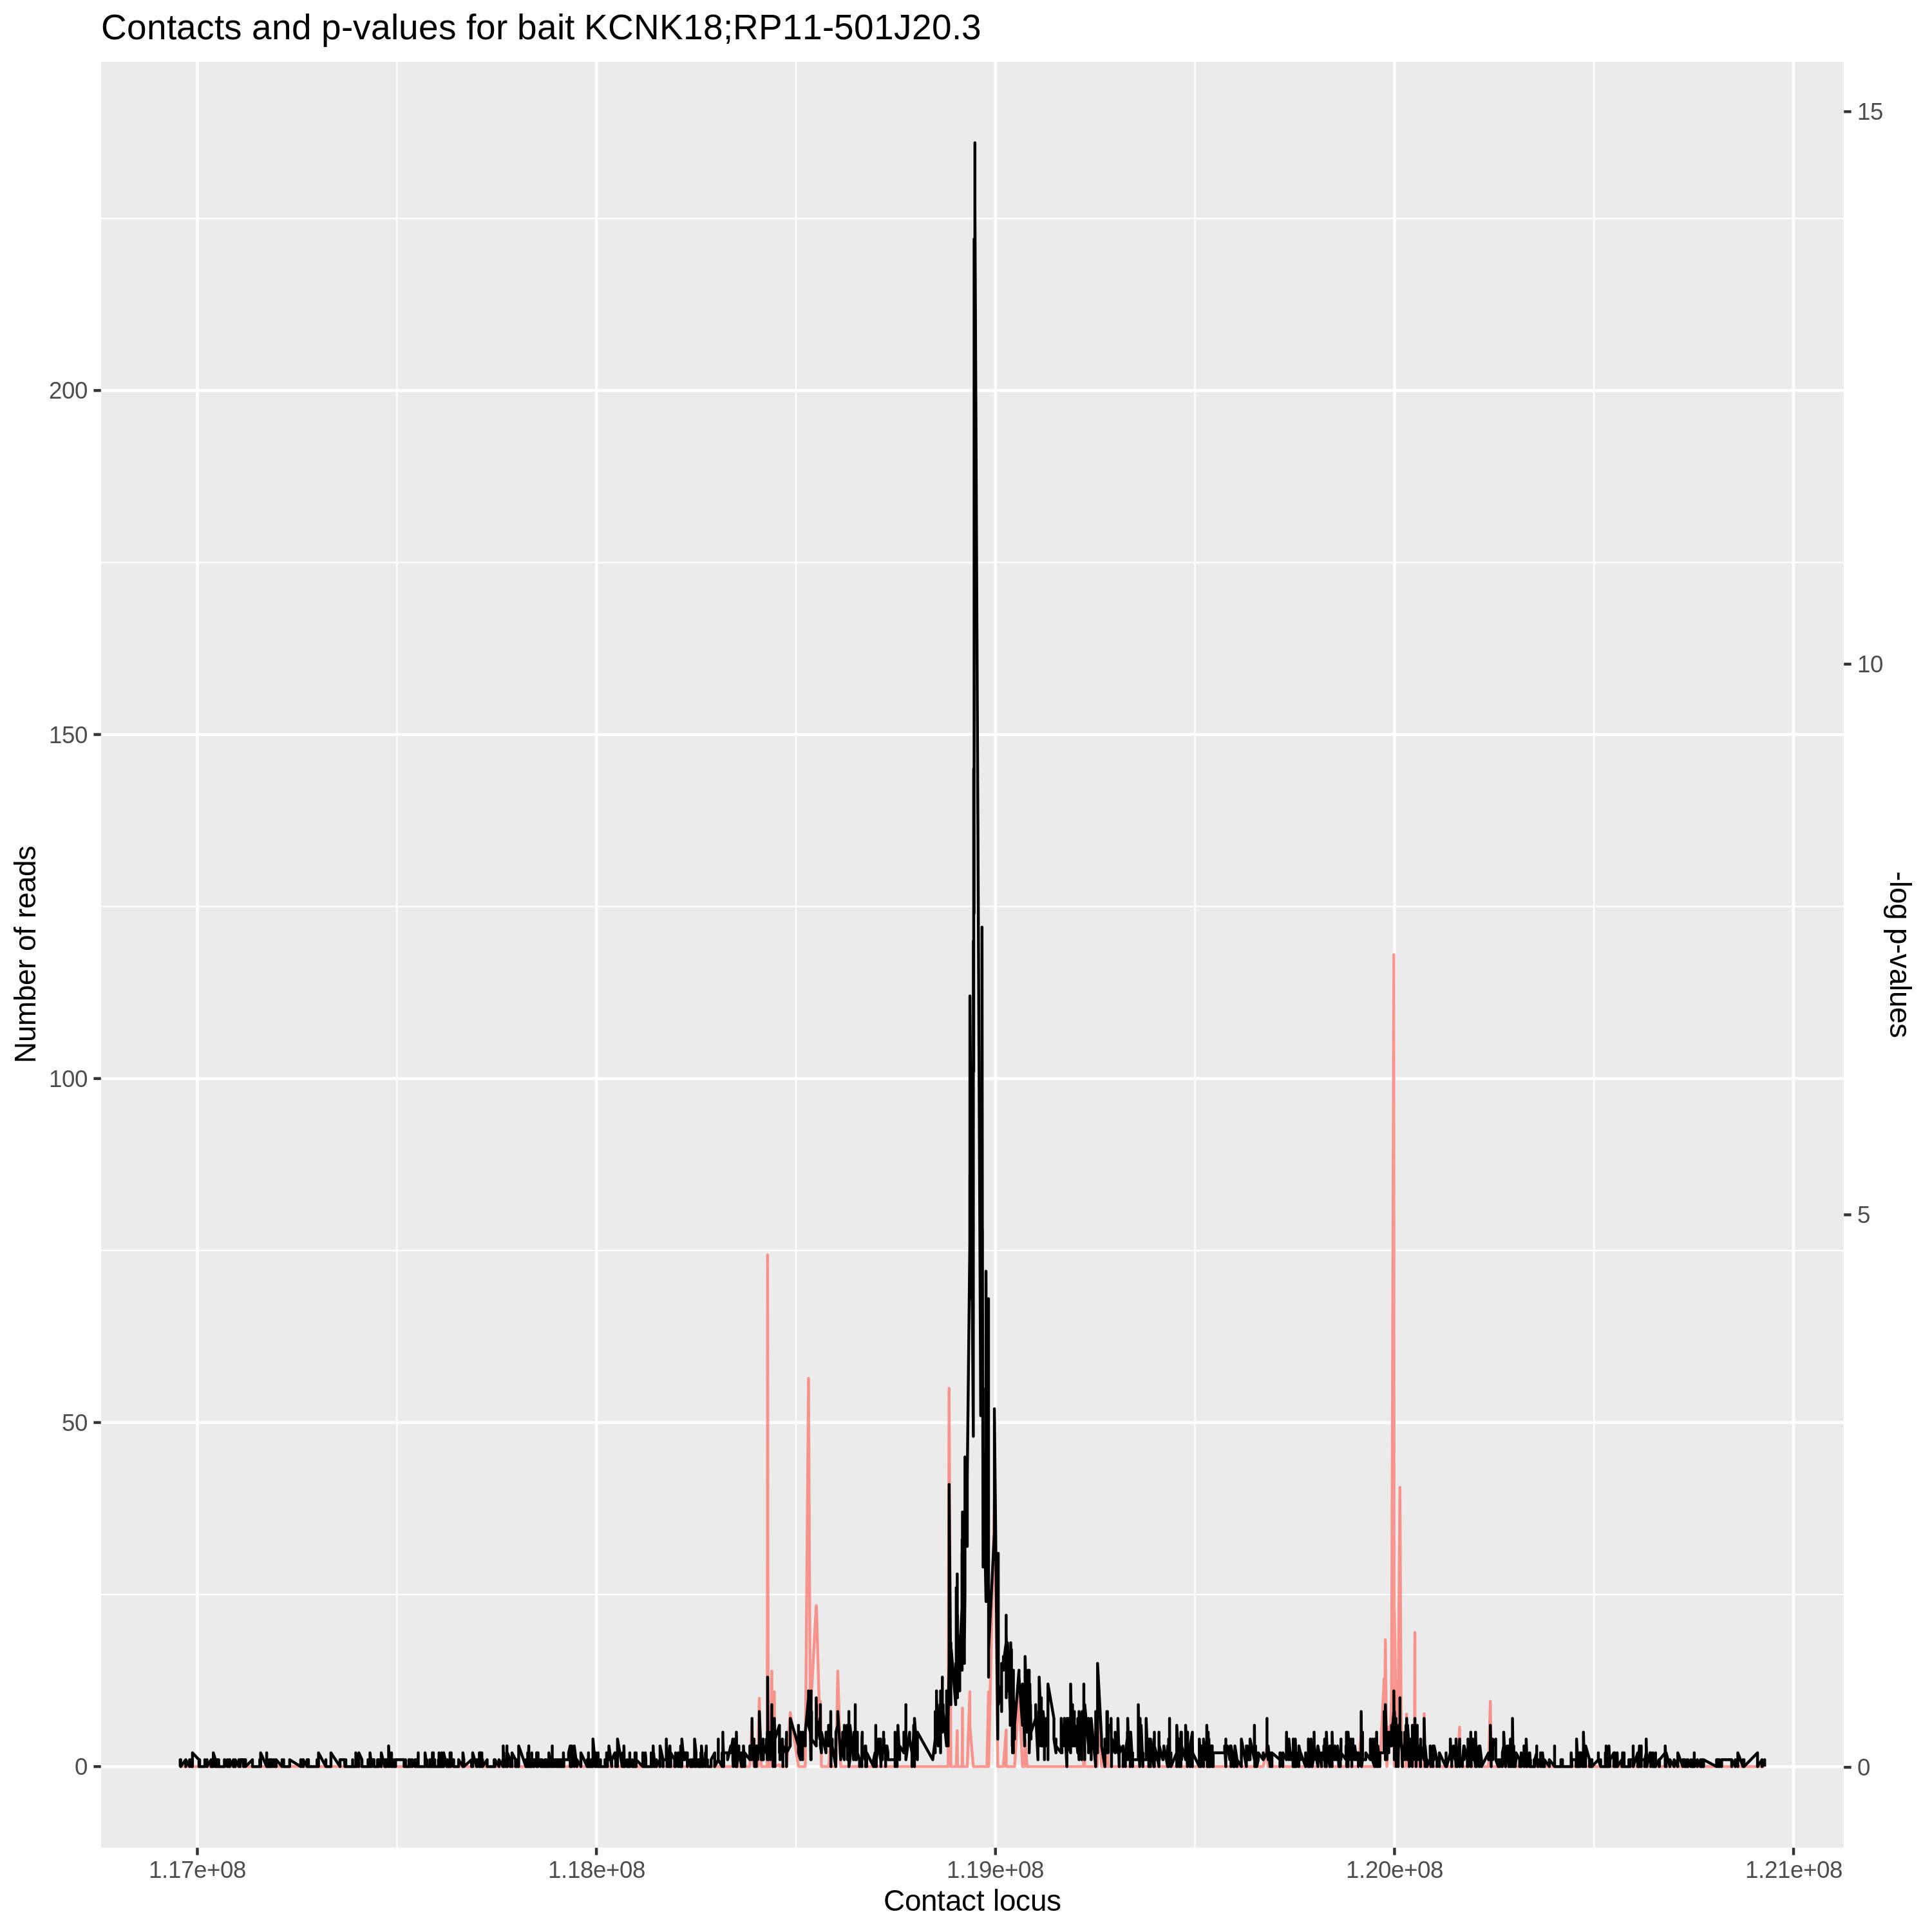 Contacts and p-values for bait KCNK18;RP11-501J20.3
15
200
10
150
Number of reads
-log p-values
100
5
50
0
0
1.17e+08
1.18e+08
1.19e+08
1.20e+08
1.21e+08
Contact locus